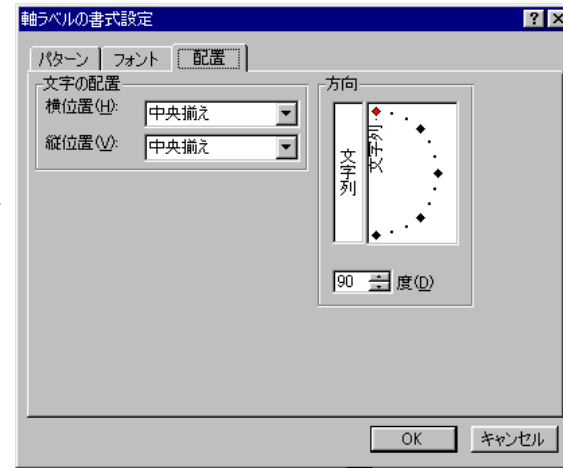 軸ラベルの書式設定
パターン フォント 配置
文字の配置
横位置(H): 中央揃え
縦位置(V): 中央揃え
方向
文字列
文字列
90 度(D)
OK キャンセル